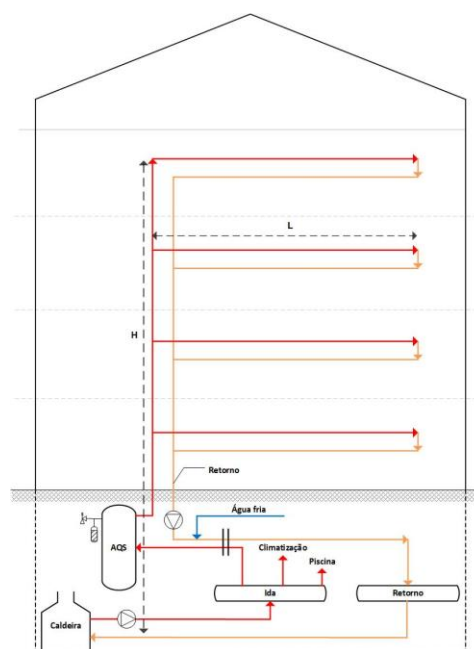 L
H
Retorno
Água fria
AQS
Climatização
Piscina
Ida
Retorno
Caldeira